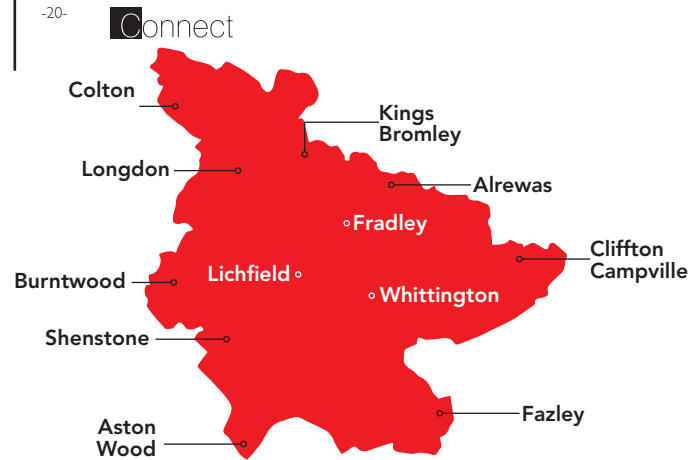 -20-
Connect
Colton
Kings
Bromley
Longdon
Alrewas
Fradley
Cliffton
Campville
Lichfield
Burntwood
Whittington
Shenstone
Fazley
Aston
Wood